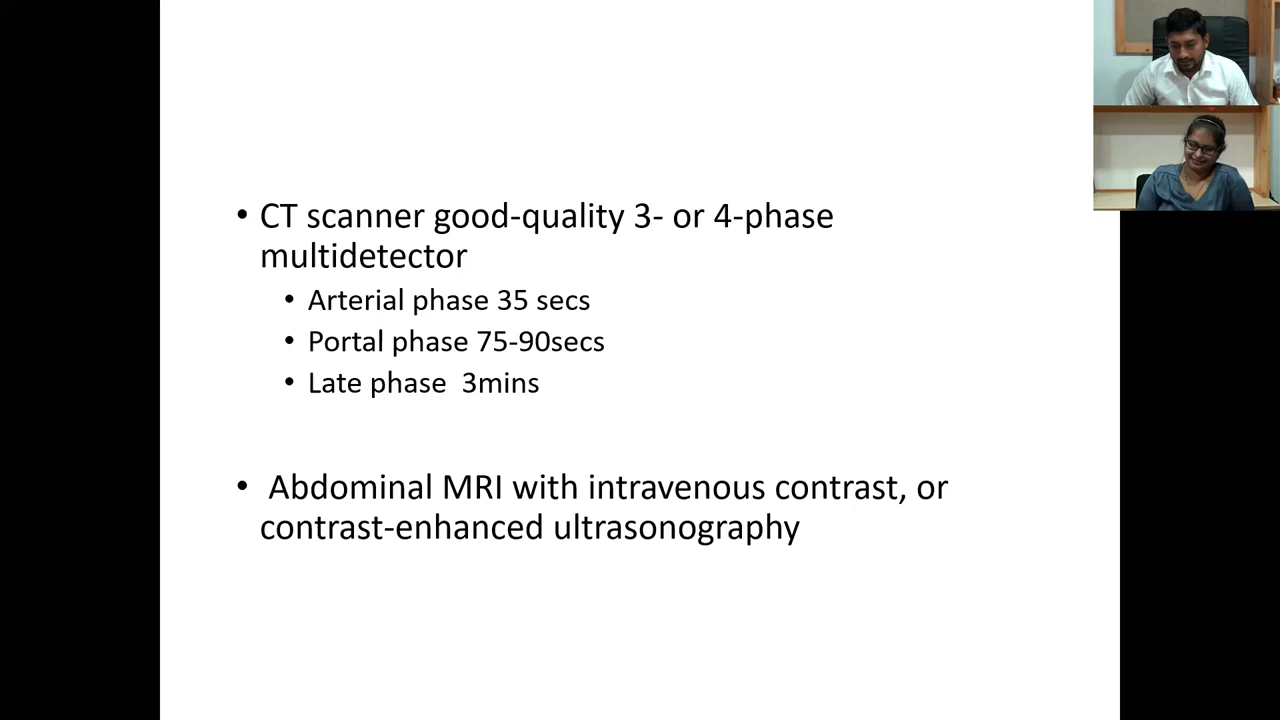 • CT scanner good-quality 3- or 4-phase
multidetector
• Arterial phase 35 secs
• Portal phase 75-90secs
• Late phase  3mins
• Abdominal MRI with intravenous contrast, or
contrast-enhanced ultrasonography